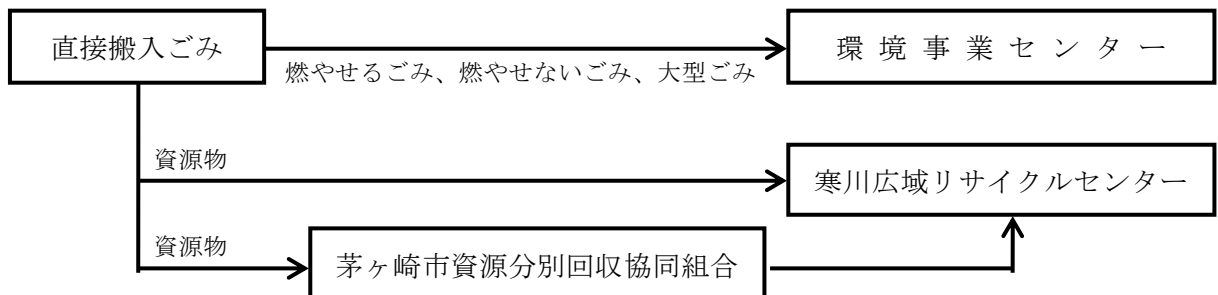 直接搬入ごみ
環境事業センター
燃やせるごみ、燃やせないごみ、大型ごみ
資源物
寒川広域リサイクルセンター
資源物
茅ヶ崎市資源分別回収協同組合